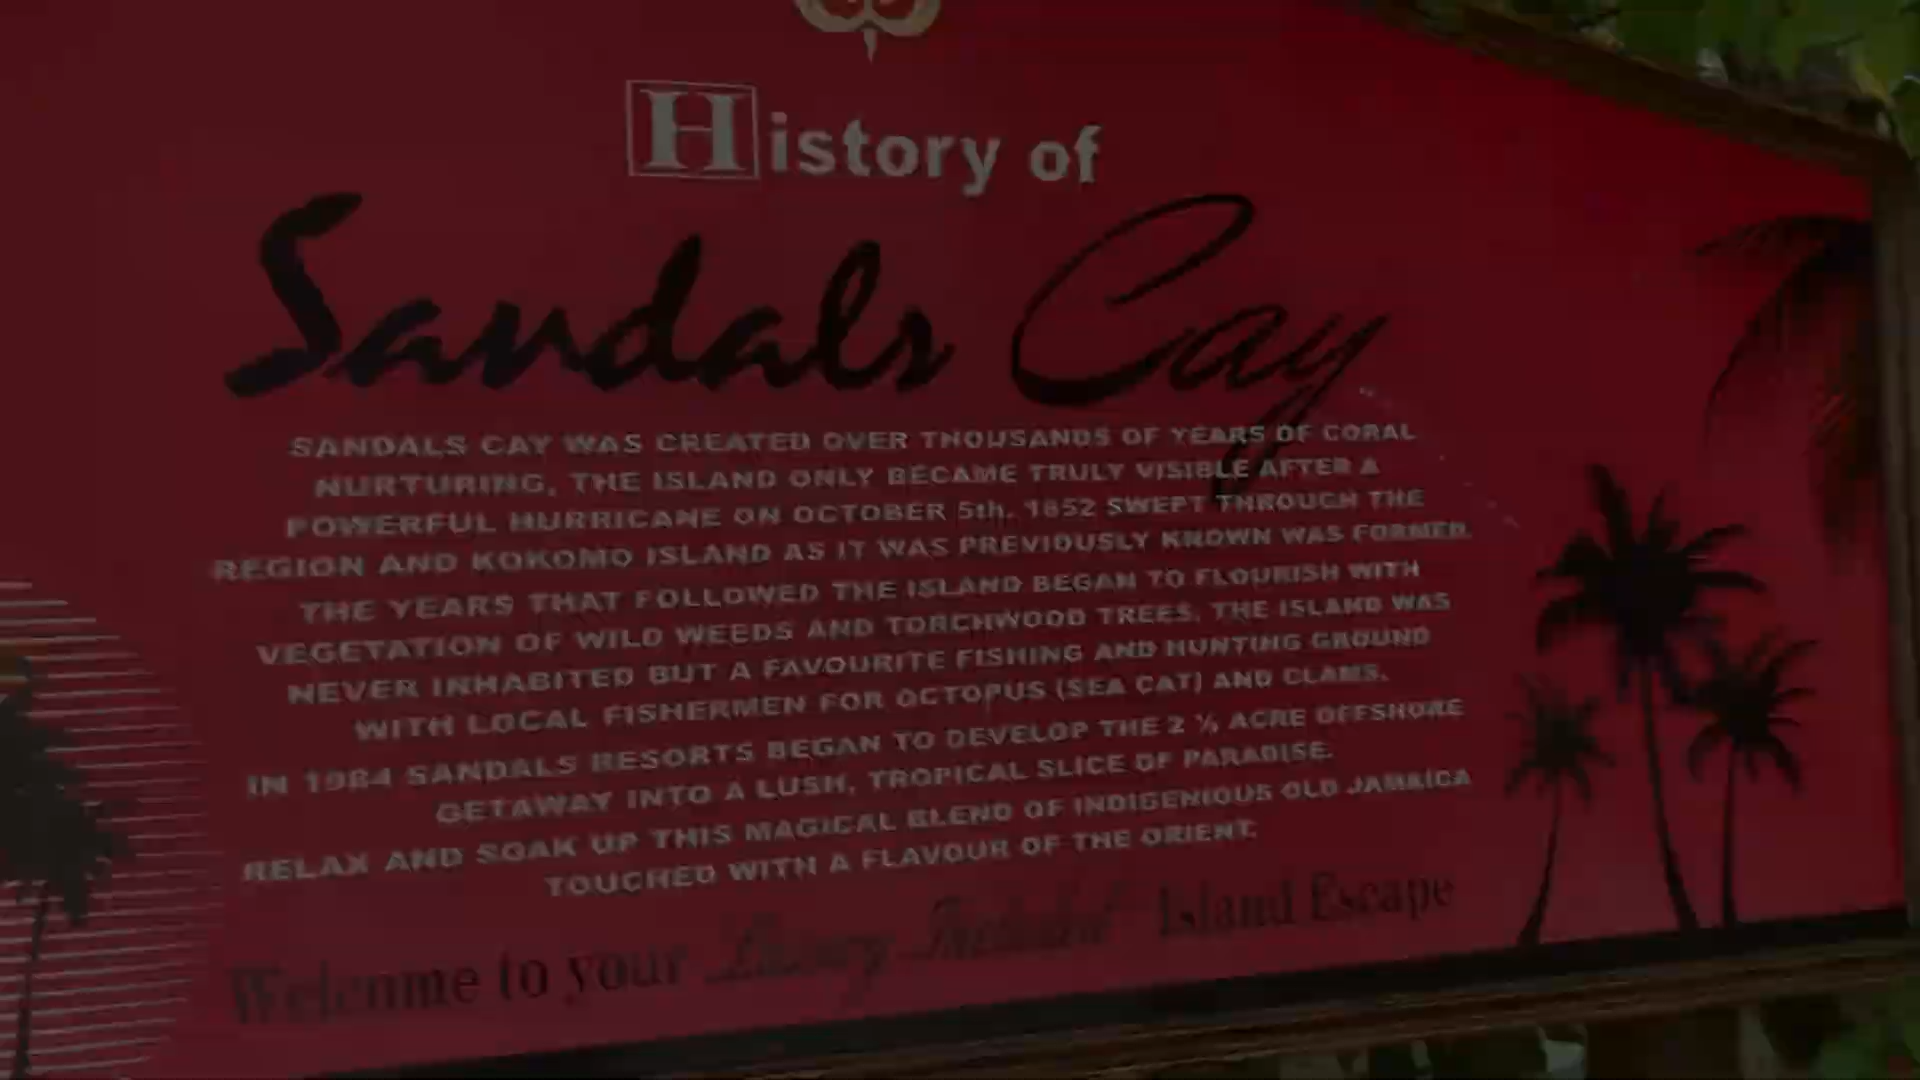 History of
Sandals Cay
SANDALS CAY WAS CREATED OVER THOUSANDS OF YEARS OF CORAL
NURTURING, THE ISLAND ONLY BECAME TRULY VISIBLE AFTER A
POWERFUL HURRICANE ON OCTOBER 5th, 1852 SWEPT THROUGH THE
REGION AND KOKOMO ISLAND AS IT WAS PREVIOUSLY KNOWN WAS FORMED.
THE YEARS THAT FOLLOWED THE ISLAND BEGAN TO FLOURISH WITH
VEGETATION OF WILD WEEDS AND TORCHWOOD TREES. THE ISLAND WAS
NEVER INHABITED BUT A FAVOURITE FISHING AND HUNTING GROUND
WITH LOCAL FISHERMEN FOR OCTOPUS (SEA CAT) AND CLAMS.
IN 1984 SANDALS RESORTS BEGAN TO DEVELOP THE 2 ½ ACRE OFFSHORE
GETAWAY INTO A LUSH, TROPICAL SLICE OF PARADISE.
RELAX AND SOAK UP THIS MAGICAL BLEND OF INDIGENIOUS OLD JAMAICA
TOUCHED WITH A FLAVOUR OF THE ORIENT.
Welcome to your Luxury Included Island Escape